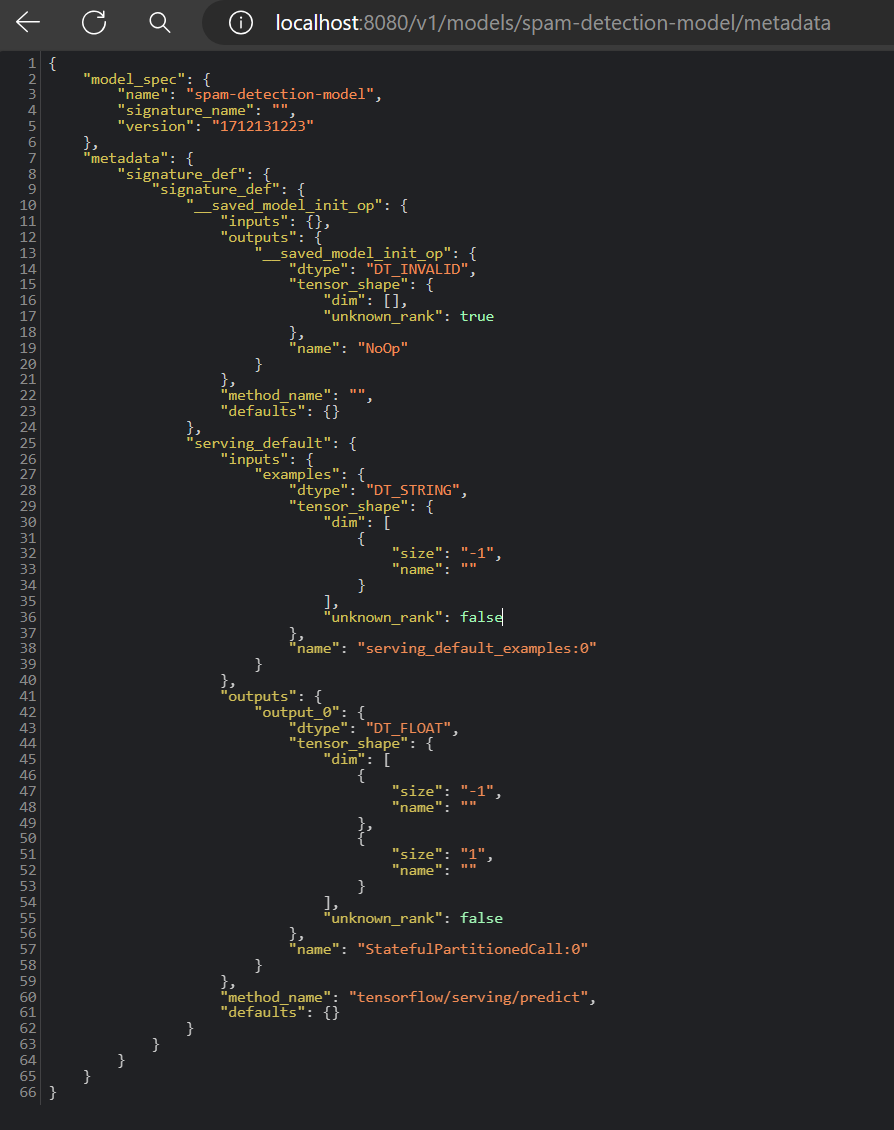 localhost:8080/v1/models/spam-detection-model/metadata
1 {
2     "model_spec": {
3         "name": "spam-detection-model",
4         "signature_name": "",
5         "version": "1712131223"
6     },
7     "metadata": {
8         "signature_def": {
9             "signature_def": {
10                 "__saved_model_init_op": {
11                     "inputs": {},
12                     "outputs": {
13                         "__saved_model_init_op": {
14                             "dtype": "DT_INVALID",
15                             "tensor_shape": {
16                                 "dim": [],
17                                 "unknown_rank": true
18                             },
19                             "name": "NoOp"
20                         }
21                     },
22                     "method_name": "",
23                     "defaults": {}
24                 },
25                 "serving_default": {
26                     "inputs": {
27                         "examples": {
28                             "dtype": "DT_STRING",
29                             "tensor_shape": {
30                                 "dim": [
31                                     {
32                                         "size": "-1",
33                                         "name": ""
34                                     }
35                                 ],
36                                 "unknown_rank": false
37                             },
38                             "name": "serving_default_examples:0"
39                         }
40                     },
41                     "outputs": {
42                         "output_0": {
43                             "dtype": "DT_FLOAT",
44                             "tensor_shape": {
45                                 "dim": [
46                                     {
47                                         "size": "-1",
48                                         "name": ""
49                                     },
50                                     {
51                                         "size": "1",
52                                         "name": ""
53                                     }
54                                 ],
55                                 "unknown_rank": false
56                             },
57                             "name": "StatefulPartitionedCall:0"
58                         }
59                     },
60                     "method_name": "tensorflow/serving/predict",
61                     "defaults": {}
62                 }
63             }
64         }
65     }
66 }